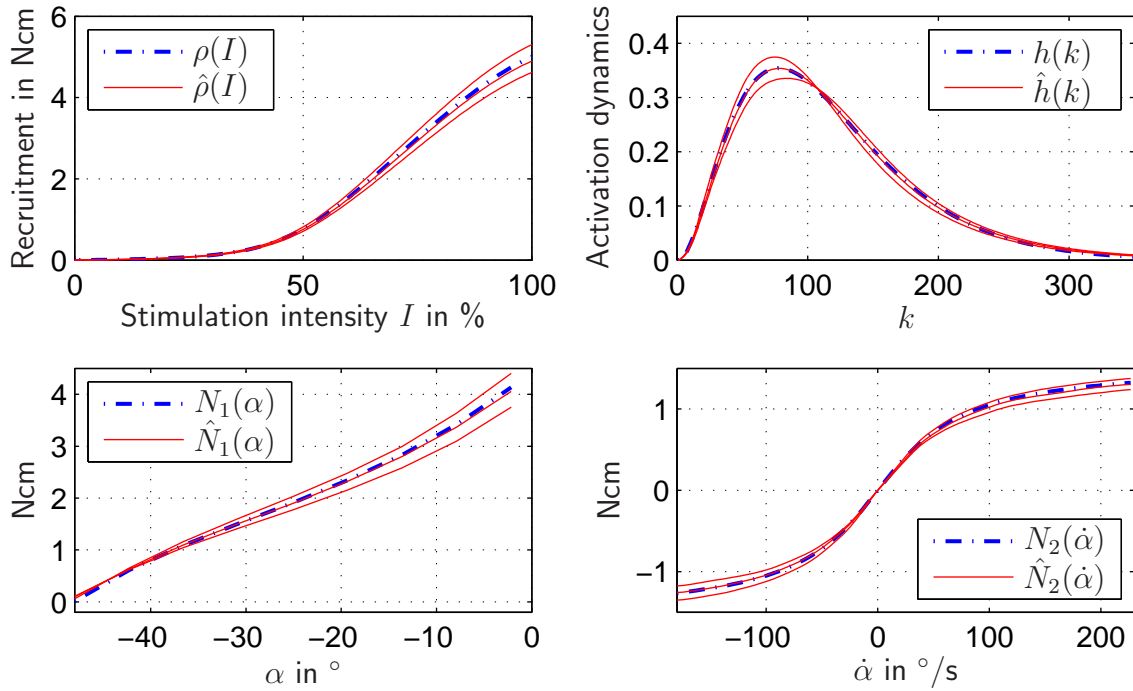 Recruitment in Ncm
6
4
2
0
ρ(I)
ρ̂(I)
0
50
100
Stimulation intensity I in %
Activation dynamics
0.4
0.3
0.2
0.1
0
h(k)
ĥ(k)
0
100
200
300
k
Ncm
4
3
2
1
0
N₁(α)
N̂₁(α)
−40
−30
−20
−10
0
α in °
Ncm
1
0
−1
N₂(α̇)
N̂₂(α̇)
−100
0
100
200
α̇ in °/s